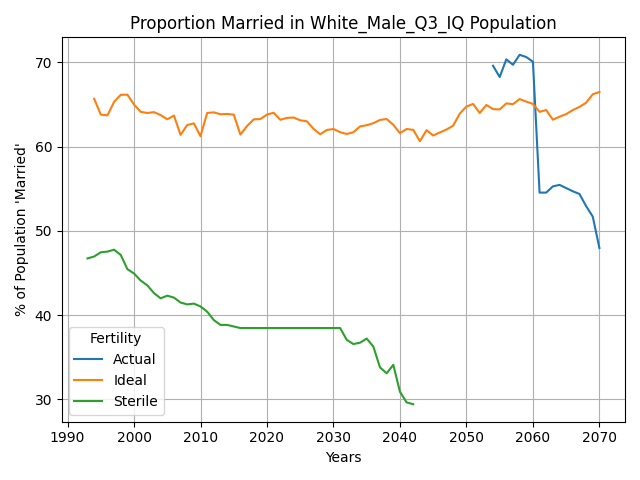 Proportion Married in White_Male_Q3_IQ Population
% of Population 'Married'
70
60
50
40
30
Fertility
Actual
Ideal
Sterile
1990 2000 2010 2020 2030 2040 2050 2060 2070
Years